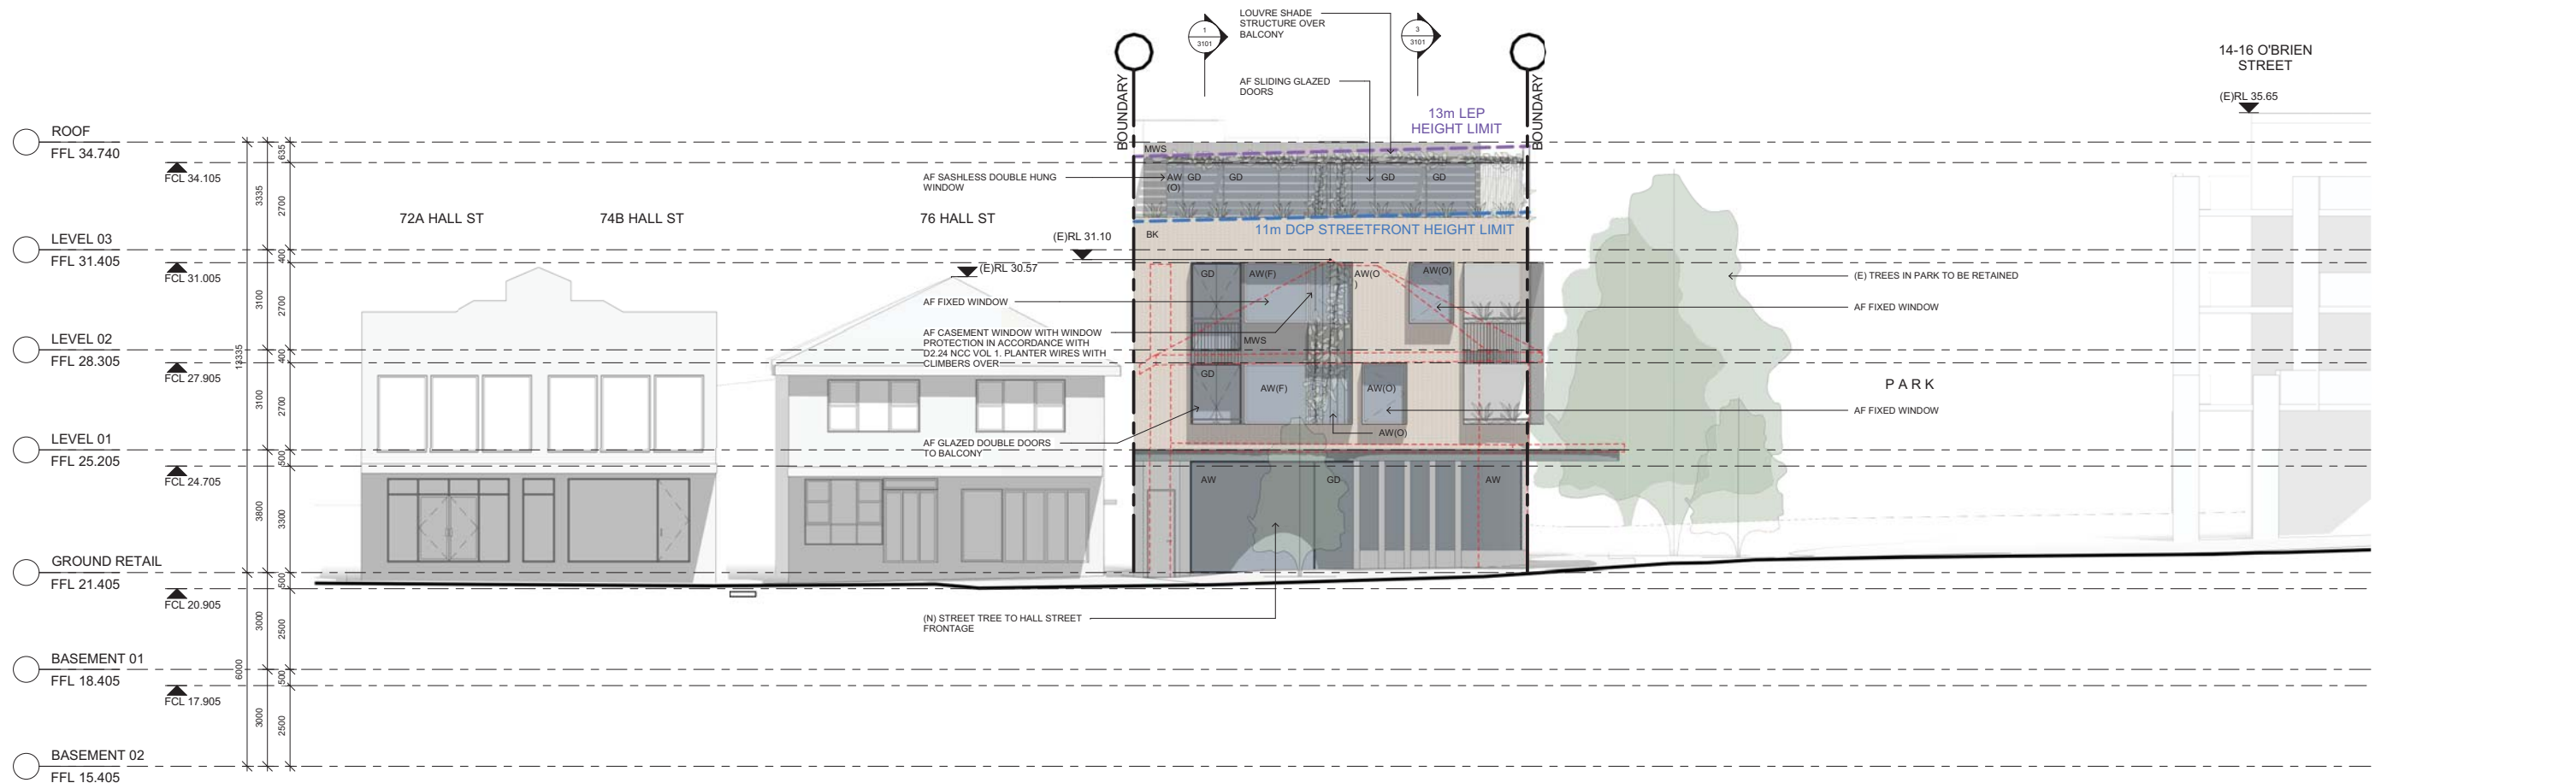 LOUVRE SHADE
STRUCTURE OVER
BALCONY
1
3101
3
3101
14-16 O'BRIEN
STREET
(E)RL 35.65
AF SLIDING GLAZED
DOORS
BOUNDARY
BOUNDARY
13m LEP
HEIGHT LIMIT
ROOF
FFL 34.740
FCL 34.105
635
MWS
AF SASHLESS DOUBLE HUNG
WINDOW
AW
(O)
GD
GD
GD
GD
3335
2700
72A HALL ST
74B HALL ST
76 HALL ST
11m DCP STREETFRONT HEIGHT LIMIT
BK
(E)RL 31.10
LEVEL 03
FFL 31.405
FCL 31.005
400
(E)RL 30.57
GD
AW(F)
AW(O
)
AW(O)
(E) TREES IN PARK TO BE RETAINED
AF FIXED WINDOW
AF FIXED WINDOW
3100
2700
AF CASEMENT WINDOW WITH WINDOW
PROTECTION IN ACCORDANCE WITH
D2.24 NCC VOL 1. PLANTER WIRES WITH
CLIMBERS OVER
MWS
LEVEL 02
FFL 28.305
FCL 27.905
13335
400
GD
AW(F)
AW(O)
PARK
AF FIXED WINDOW
3100
2700
AW(O)
AF GLAZED DOUBLE DOORS
TO BALCONY
LEVEL 01
FFL 25.205
FCL 24.705
500
AW
GD
AW
3800
3300
GROUND RETAIL
FFL 21.405
FCL 20.905
500
(N) STREET TREE TO HALL STREET
FRONTAGE
3000
2500
BASEMENT 01
FFL 18.405
FCL 17.905
6000
500
3000
2500
BASEMENT 02
FFL 15.405